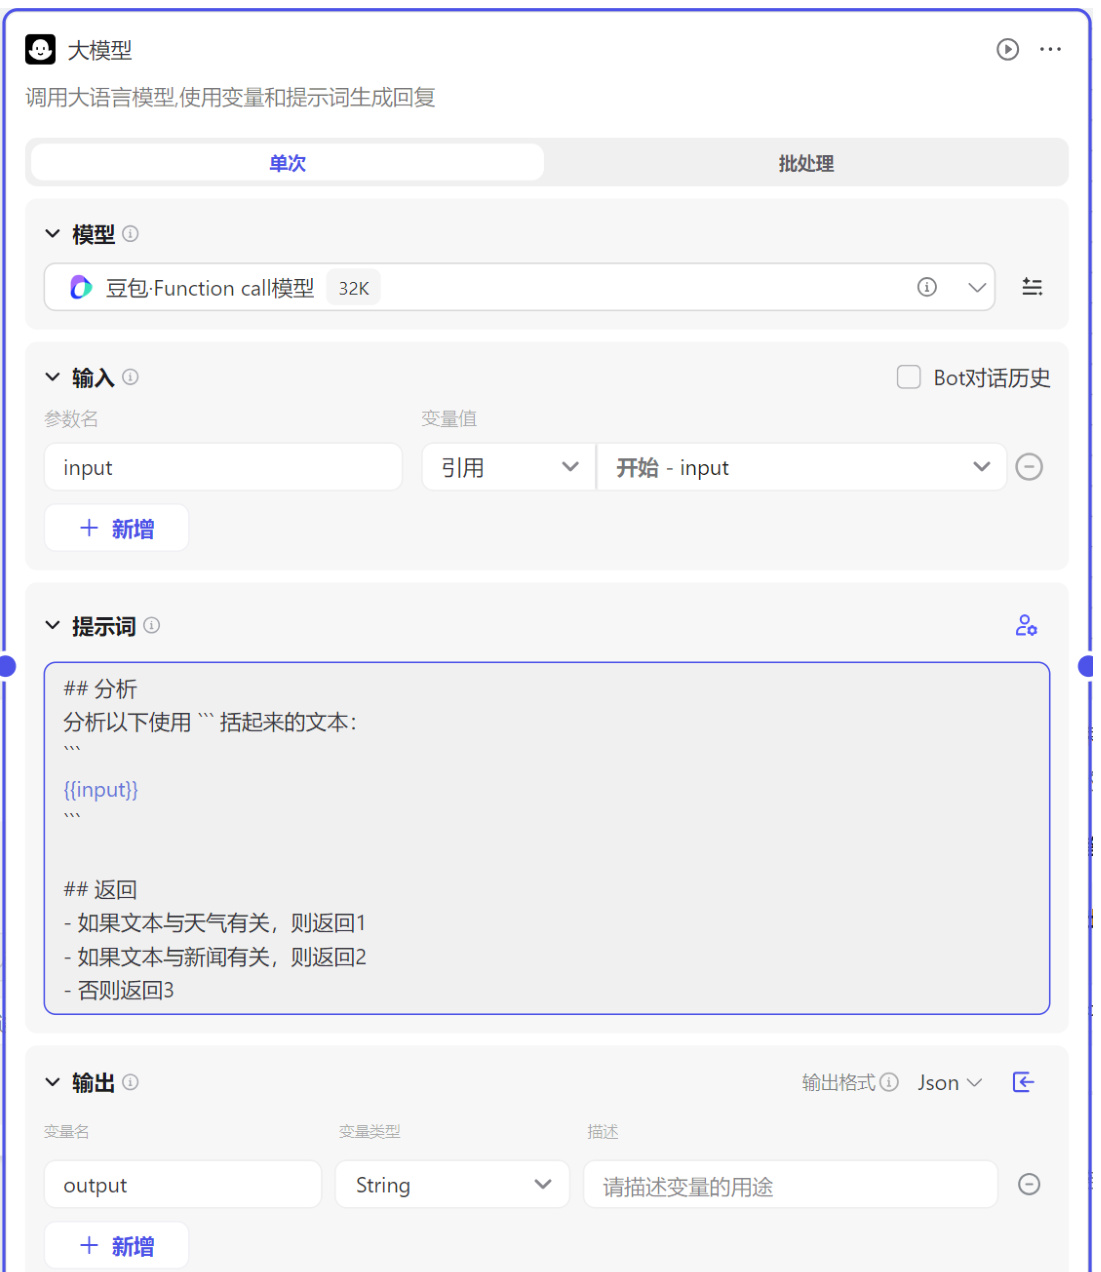 大模型
调用大语言模型,使用变量和提示词生成回复
单次 批处理
模型
豆包·Function call模型 32K
输入 Bot对话历史
参数名 变量值
input 引用 开始 - input
+ 新增
提示词
## 分析
分析以下使用 ``` 括起来的文本：
```
{{input}}
```
## 返回
- 如果文本与天气有关，则返回1
- 如果文本与新闻有关，则返回2
- 否则返回3
输出 输出格式 Json
变量名 变量类型 描述
output String 请描述变量的用途
+ 新增